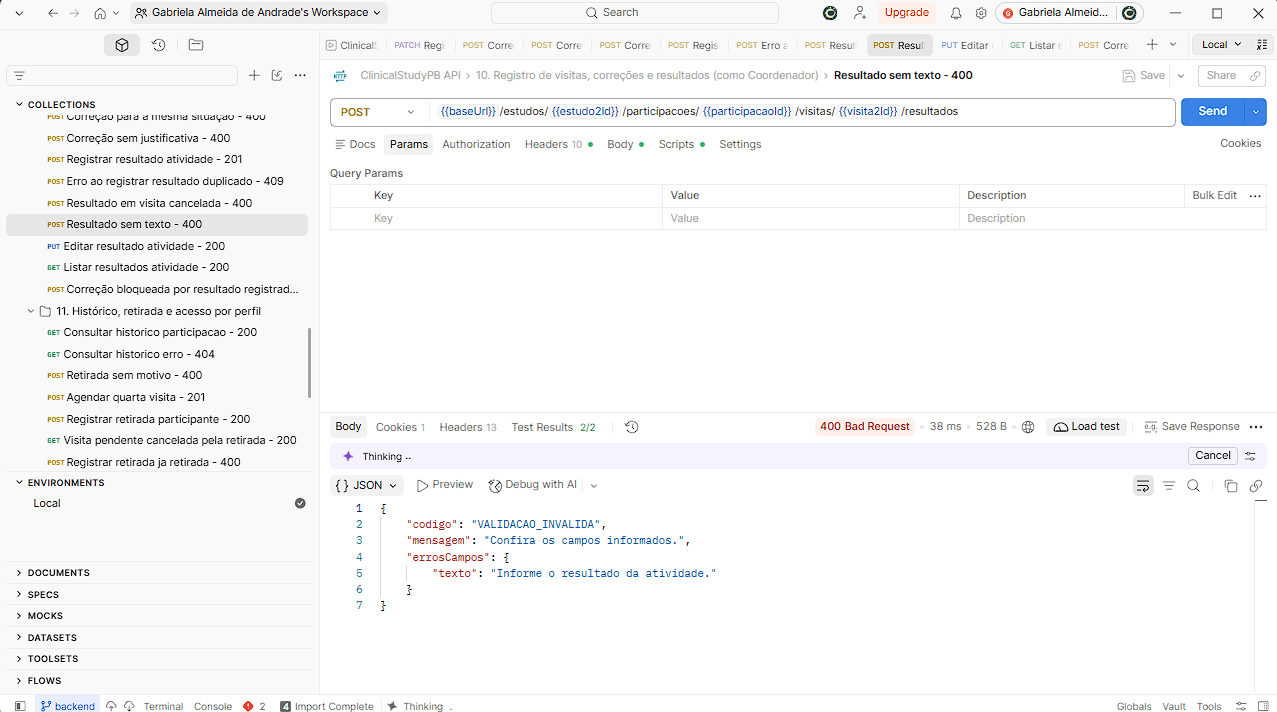 Gabriela Almeida de Andrade's Workspace
Search
Upgrade
Gabriela Almeid...
ClinicalS
PATCH Regi
POST Corre
POST Corre
POST Corre
POST Regis
POST Erro a
POST Resul
POST Resul
PUT Editar
GET Listar r
POST Corre
Local
ClinicalStudyPB API › 10. Registro de visitas, correções e resultados (como Coordenador) › Resultado sem texto - 400
Save
Share
COLLECTIONS
POST Correção para a mesma situação - 400
POST Correção sem justificativa - 400
POST Registrar resultado atividade - 201
POST Erro ao registrar resultado duplicado - 409
POST Resultado em visita cancelada - 400
POST Resultado sem texto - 400
PUT Editar resultado atividade - 200
GET Listar resultados atividade - 200
POST Correção bloqueada por resultado registrad...
11. Histórico, retirada e acesso por perfil
GET Consultar historico participacao - 200
GET Consultar historico erro - 404
POST Retirada sem motivo - 400
POST Agendar quarta visita - 201
POST Registrar retirada participante - 200
GET Visita pendente cancelada pela retirada - 200
POST Registrar retirada ja retirada - 400
ENVIRONMENTS
Local
DOCUMENTS
SPECS
MOCKS
DATASETS
TOOLSETS
FLOWS
POST
{{baseUrl}} /estudos/ {{estudo2Id}} /participacoes/ {{participacaoId}} /visitas/ {{visita2Id}} /resultados
Send
Docs
Params
Authorization
Headers 10
Body
Scripts
Settings
Cookies
Query Params
Key
Value
Description
Bulk Edit
Key
Value
Description
Body
Cookies 1
Headers 13
Test Results 2/2
400 Bad Request
38 ms
528 B
Load test
e.g. Save Response
Thinking ..
Cancel
{} JSON
Preview
Debug with AI
1 {
2 "codigo": "VALIDACAO_INVALIDA",
3 "mensagem": "Confira os campos informados.",
4 "errosCampos": {
5 "texto": "Informe o resultado da atividade."
6 }
7 }
backend
Terminal
Console
2
4 Import Complete
Thinking .
Globals
Vault
Tools